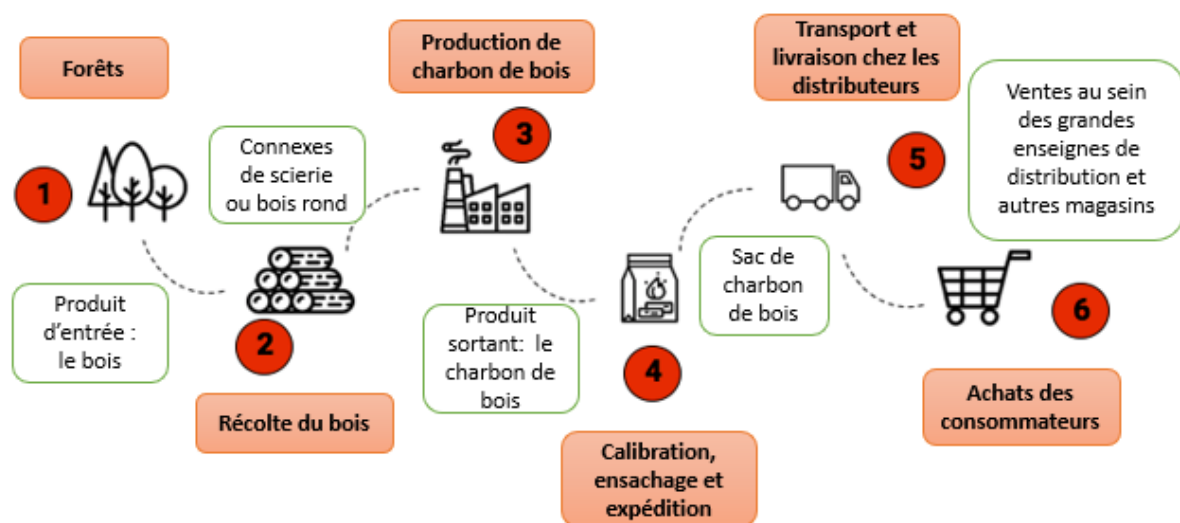 Forêts
1
Produit
d'entrée :
le bois
Connexes
de scierie
ou bois rond
2
Récolte du bois
Production de
charbon de bois
3
Produit
sortant:  le
charbon de
bois
4
Calibration,
ensachage et
expédition
Sac de
charbon
de bois
Transport et
livraison chez les
distributeurs
5
Ventes au sein
des grandes
enseignes de
distribution et
autres magasins
6
Achats des
consommateurs